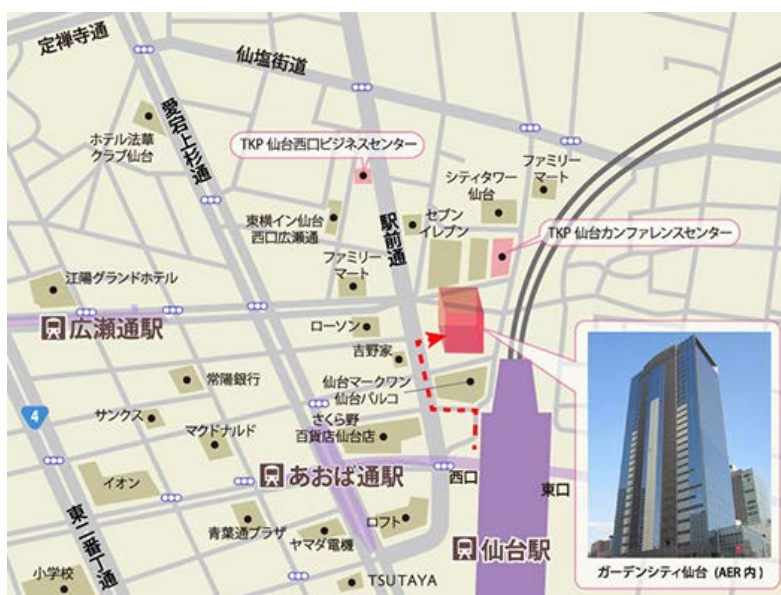 定禅寺通
仙塩街道
愛宕上杉通
ホテル法華
クラブ仙台
TKP 仙台西口ビジネスセンター
ファミリー
マート
シティタワー
仙台
東横イン仙台
西口広瀬通
駅前通
セブン
イレブン
TKP 仙台カンファレンスセンター
江陽グランドホテル
ファミリー
マート
広瀬通駅
ローソン
吉野家
常陽銀行
仙台マークワン
仙台パルコ
4
サンクス
マクドナルド
さくら野
百貨店仙台店
イオン
あおば通駅
西口
東口
東二番丁通
青葉通プラザ
ヤマダ電機
ロフト
仙台駅
小学校
TSUTAYA
ガーデンシティ仙台 (AER 内)